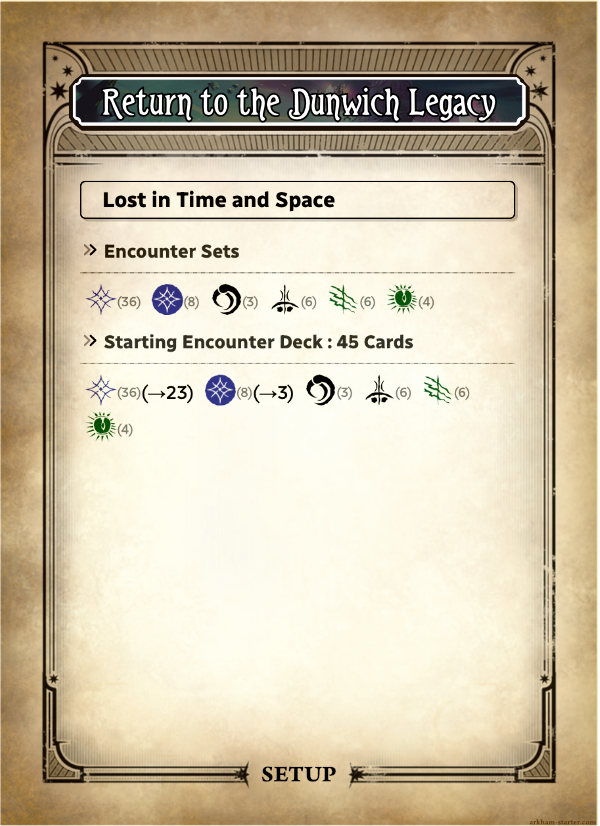 Return to the Dunwich Legacy
Lost in Time and Space
Encounter Sets
(36) (8) (3) (6) (6) (4)
Starting Encounter Deck : 45 Cards
(36)(→23) (8)(→3) (3) (6) (6)
(4)
SETUP
arkham-starter.com